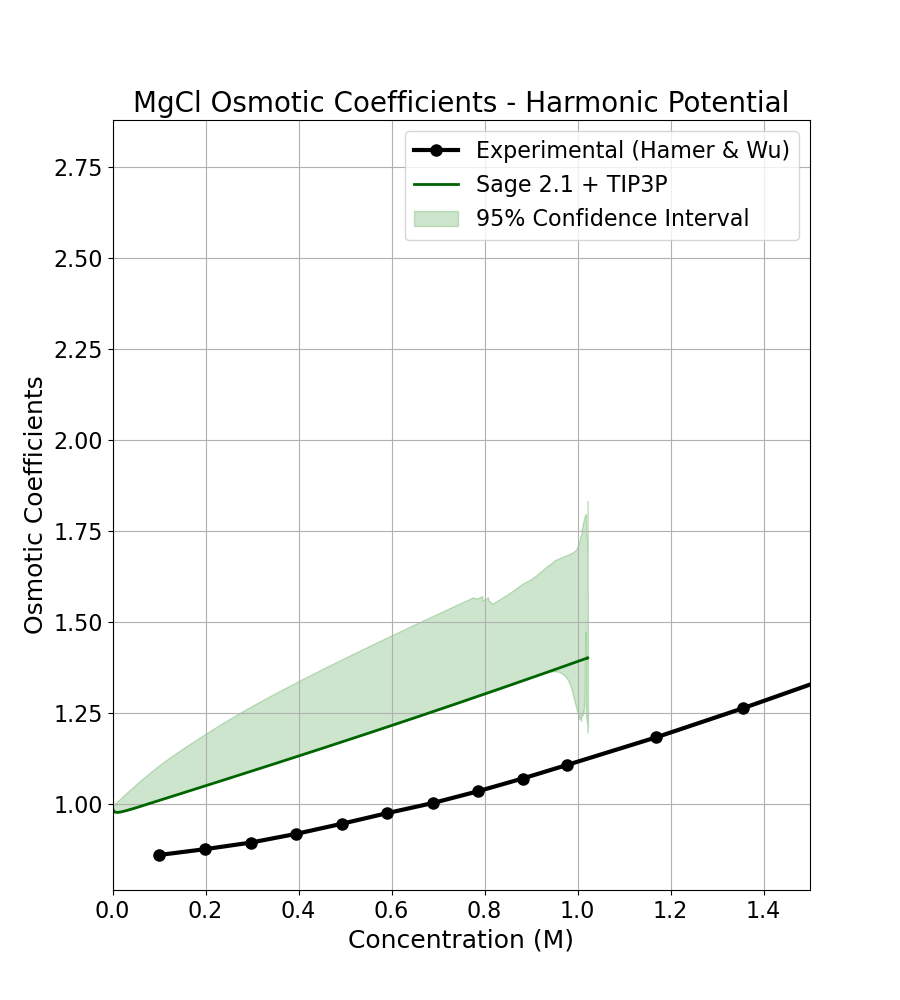 MgCl Osmotic Coefficients - Harmonic Potential
Experimental (Hamer & Wu)
Sage 2.1 + TIP3P
95% Confidence Interval
Osmotic Coefficients
2.75
2.50
2.25
2.00
1.75
1.50
1.25
1.00
0.0 0.2 0.4 0.6 0.8 1.0 1.2 1.4
Concentration (M)